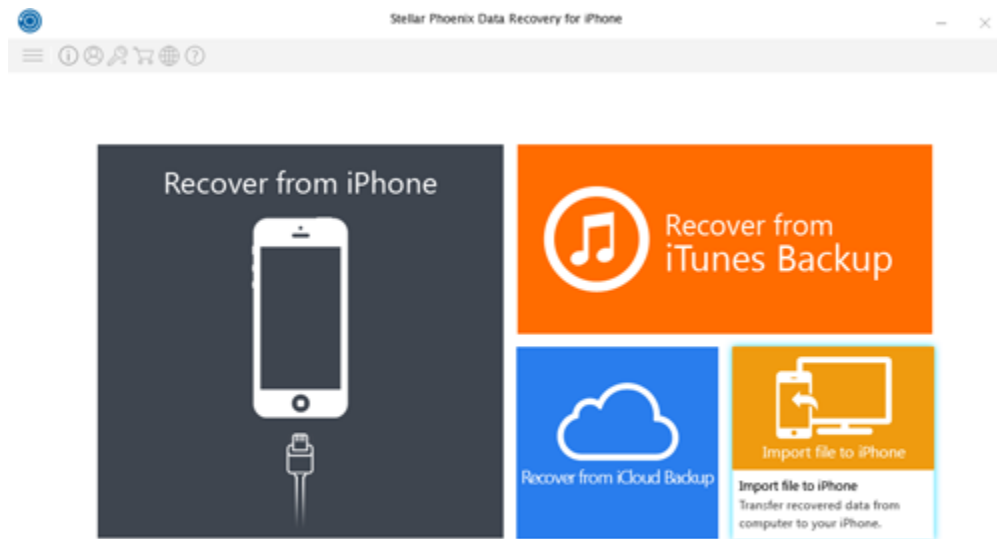 Stellar Phoenix Data Recovery for iPhone
Recover from iPhone
Recover from
iTunes Backup
Recover from iCloud Backup
Import file to iPhone
Import file to iPhone
Transfer recovered data from
computer to your iPhone.